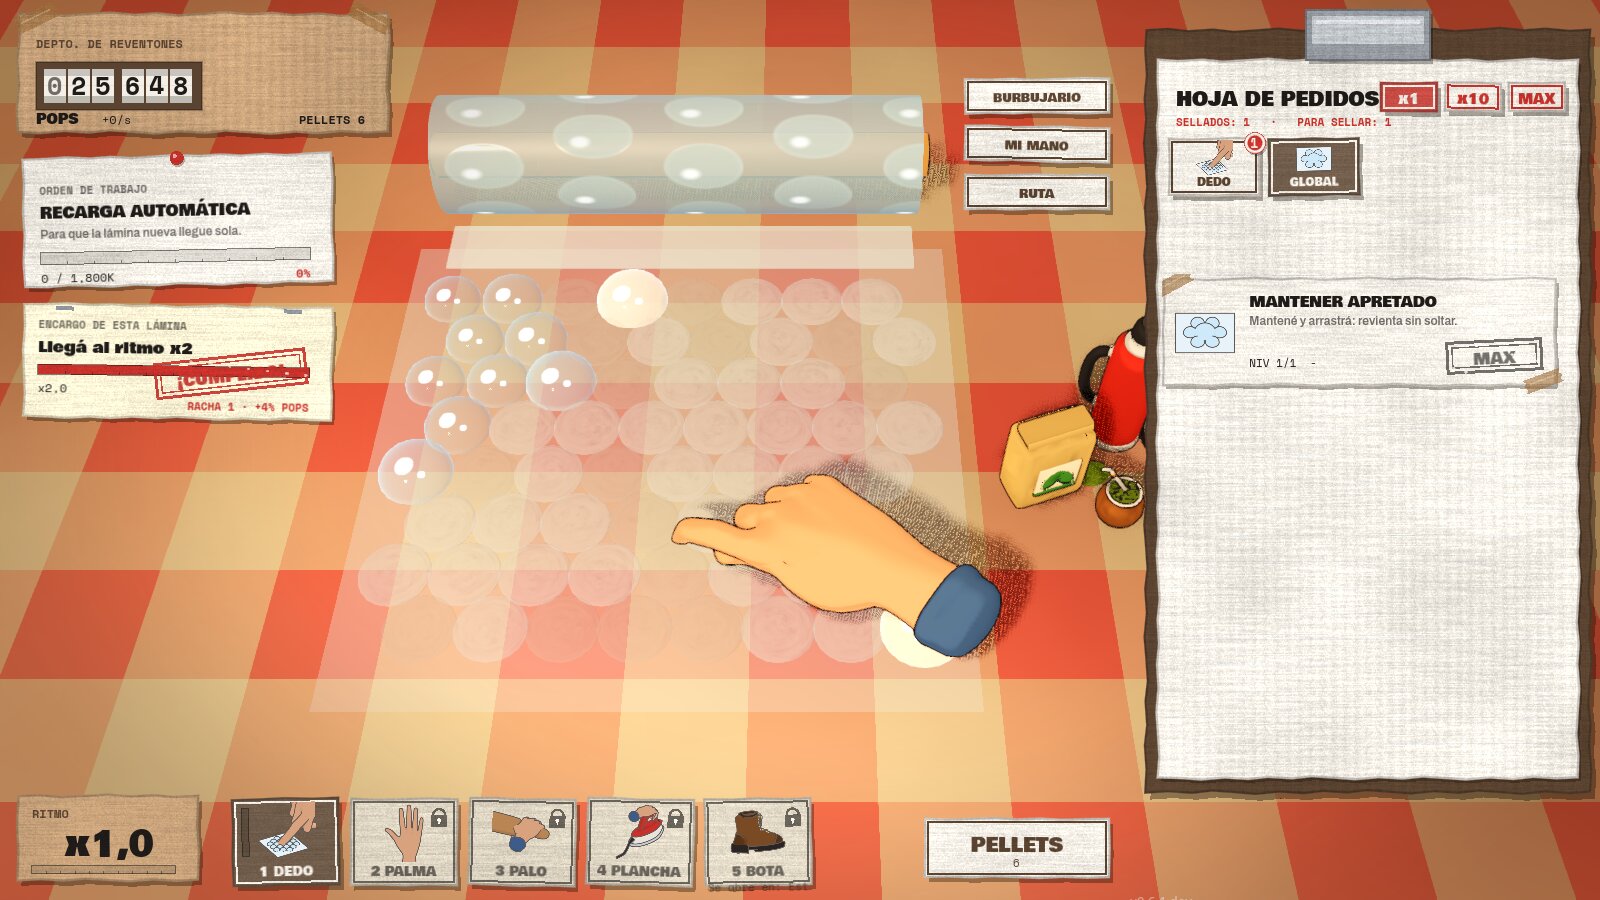 DEPTO. DE REVENTONES
025648
POPS +0/s PELLETS 6
ORDEN DE TRABAJO
RECARGA AUTOMÁTICA
Para que la lámina nueva llegue sola.
0 / 1.800K 0%
ENCARGO DE ESTA LÁMINA
Llegá al ritmo x2
x2,0
RACHA 1 · +4% POPS
BURBUJARIO
MI MANO
RUTA
HOJA DE PEDIDOS x1 x10 MAX
SELLADOS: 1 · PARA SELLAR: 1
1
DEDO GLOBAL
MANTENER APRETADO
Mantené y arrastrá: revienta sin soltar.
NIV 1/1 - MAX
RITMO
x1,0
1 DEDO 2 PALMA 3 PALO 4 PLANCHA 5 BOTA
Se abre en: Est
PELLETS
6